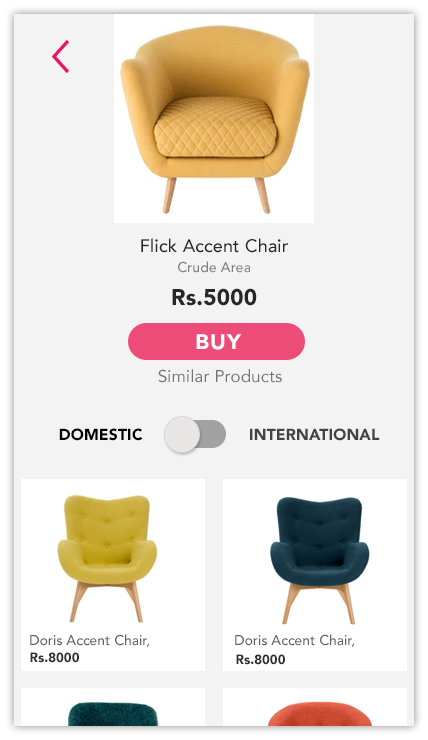 Flick Accent Chair
Crude Area
Rs.5000
BUY
Similar Products
DOMESTIC INTERNATIONAL
Doris Accent Chair, Doris Accent Chair,
Rs.8000 Rs.8000